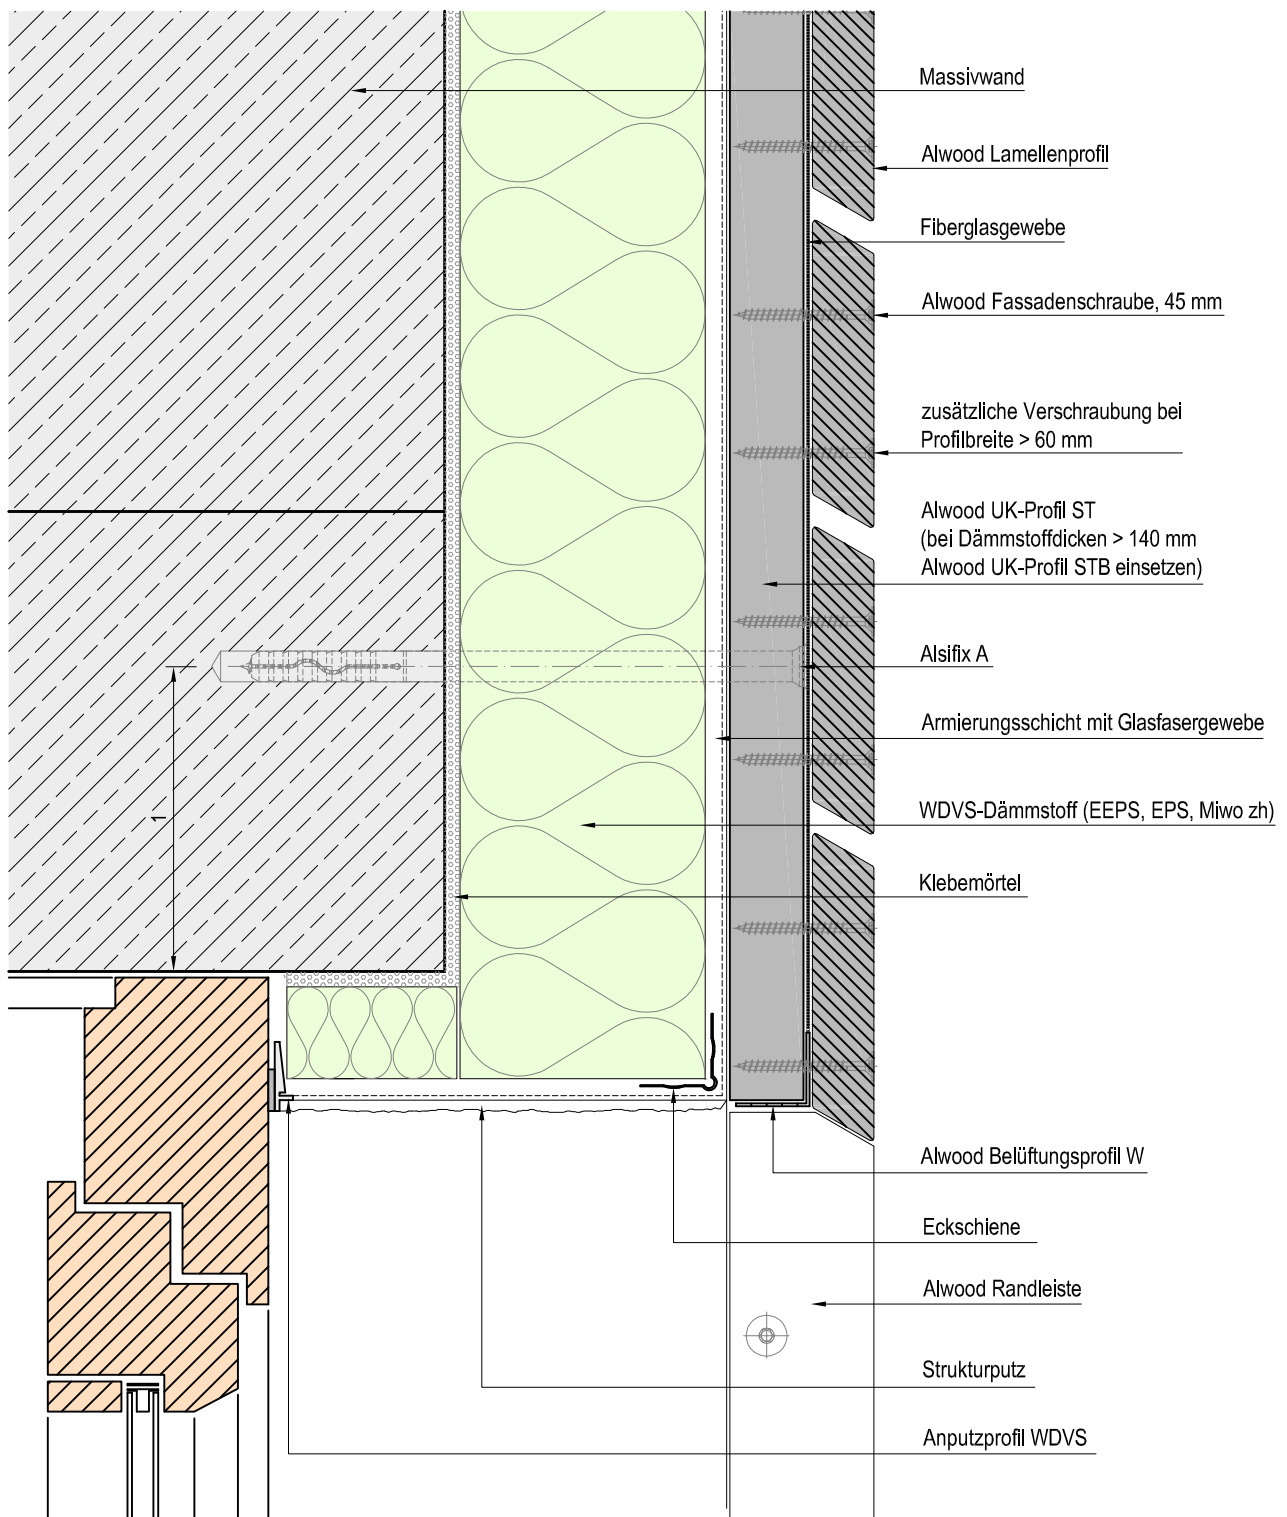 Massivwand
Alwood Lamellenprofil
Fiberglasgewebe
Alwood Fassadenschraube, 45 mm
zusätzliche Verschraubung bei
Profilbreite > 60 mm
Alwood UK-Profil ST
(bei Dämmstoffdicken > 140 mm
Alwood UK-Profil STB einsetzen)
Alsifix A
Armierungsschicht mit Glasfasergewebe
WDVS-Dämmstoff (EEPS, EPS, Miwo zh)
1
Klebemörtel
Alwood Belüftungsprofil W
Eckschiene
Alwood Randleiste
Strukturputz
Anputzprofil WDVS